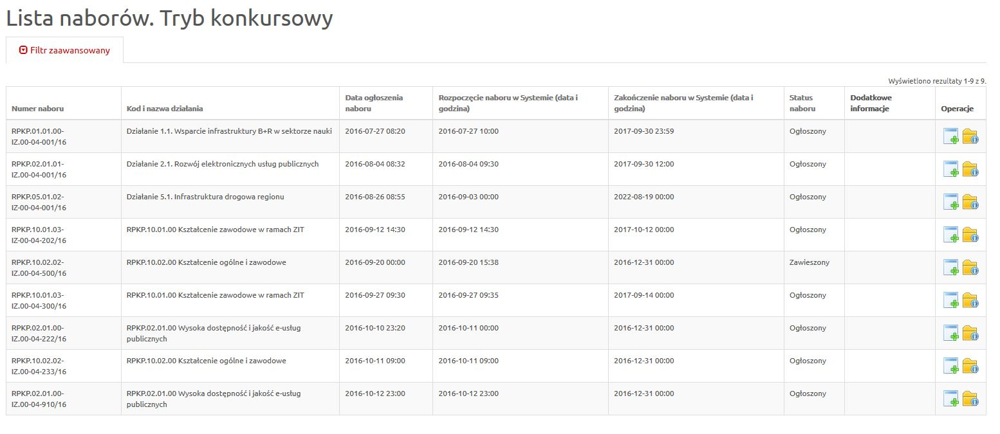 Lista naborów. Tryb konkursowy
Filtr zaawansowany
Wyświetlono rezultaty 1-9 z 9.
Numer naboru Kod i nazwa działania Data ogłoszenia naboru Rozpoczęcie naboru w Systemie (data i godzina) Zakończenie naboru w Systemie (data i godzina) Status naboru Dodatkowe informacje Operacje
RPKP.01.01.00-
IZ.00-04-001/16 Działanie 1.1. Wsparcie infrastruktury B+R w sektorze nauki 2016-07-27 08:20 2016-07-27 10:00 2017-09-30 23:59 Ogłoszony
RPKP.02.01.01-
IZ.00-04-001/16 Działanie 2.1. Rozwój elektronicznych usług publicznych 2016-08-04 08:32 2016-08-04 09:30 2017-09-30 12:00 Ogłoszony
RPKP.05.01.02-
IZ-00-04-001/16 Działanie 5.1. Infrastruktura drogowa regionu 2016-08-26 08:55 2016-09-03 00:00 2022-08-19 00:00 Ogłoszony
RPKP.10.01.03-
IZ-00-04-202/16 RPKP.10.01.00 Kształcenie zawodowe w ramach ZIT 2016-09-12 14:30 2016-09-12 14:30 2017-10-12 00:00 Ogłoszony
RPKP.10.02.02-
IZ.00-04-500/16 RPKP.10.02.00 Kształcenie ogólne i zawodowe 2016-09-20 00:00 2016-09-20 15:38 2016-12-31 00:00 Zawieszony
RPKP.10.01.03-
IZ.00-04-300/16 RPKP.10.01.00 Kształcenie zawodowe w ramach ZIT 2016-09-27 09:30 2016-09-27 09:35 2017-09-14 00:00 Ogłoszony
RPKP.02.01.00-
IZ.00-04-222/16 RPKP.02.01.00 Wysoka dostępność i jakość e-usług publicznych 2016-10-10 23:20 2016-10-11 00:00 2016-12-31 00:00 Ogłoszony
RPKP.10.02.02-
IZ.00-04-233/16 RPKP.10.02.00 Kształcenie ogólne i zawodowe 2016-10-11 09:00 2016-10-11 09:00 2016-12-31 00:00 Ogłoszony
RPKP.02.01.00-
IZ.00-04-910/16 RPKP.02.01.00 Wysoka dostępność i jakość e-usług publicznych 2016-10-12 23:00 2016-10-12 23:00 2016-12-31 00:00 Ogłoszony